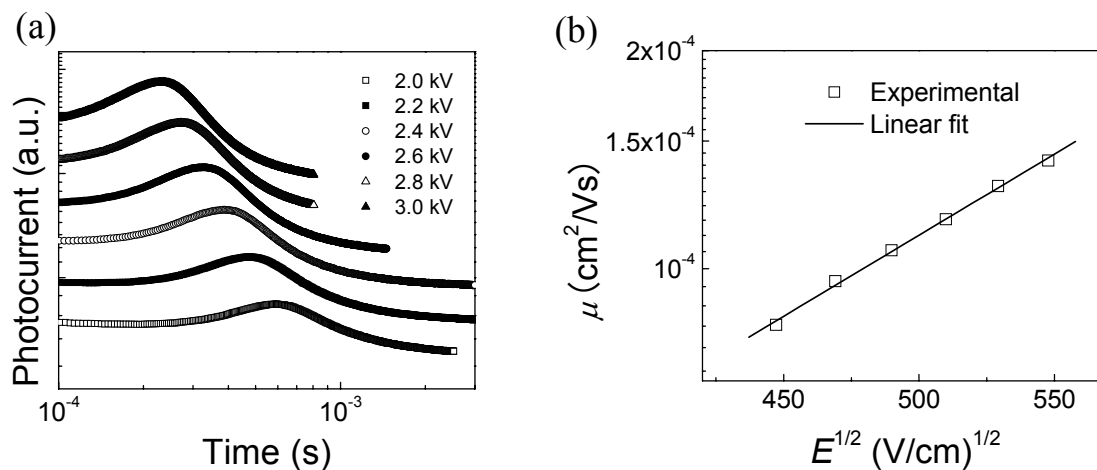 (a)
Photocurrent (a.u.)
2.0 kV
2.2 kV
2.4 kV
2.6 kV
2.8 kV
3.0 kV
10⁻⁴
10⁻³
Time (s)
(b)
μ (cm²/Vs)
2x10⁻⁴
1.5x10⁻⁴
10⁻⁴
Experimental
Linear fit
450
500
550
E¹/² (V/cm)¹/²